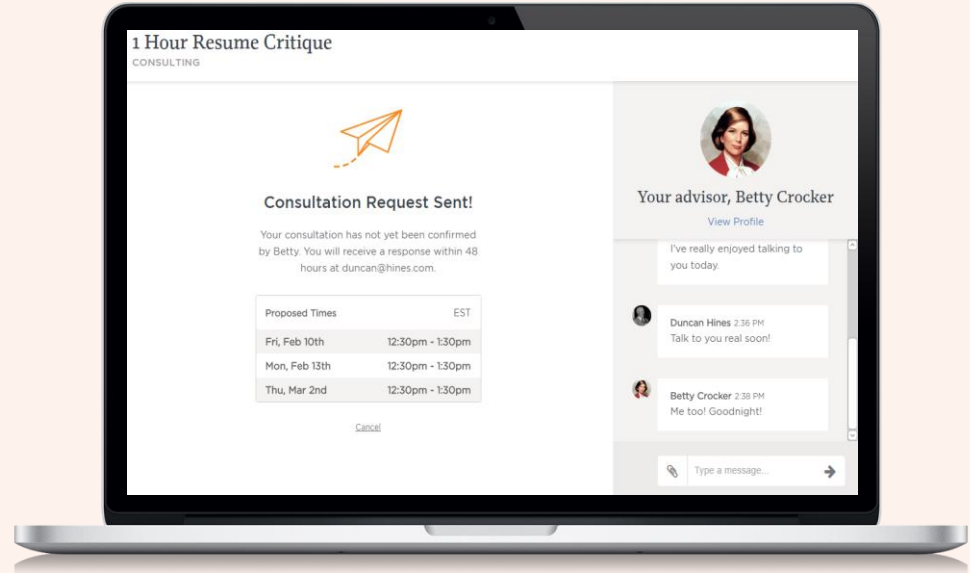 1 Hour Resume Critique
CONSULTING
Consultation Request Sent!
Your consultation has not yet been confirmed
by Betty. You will receive a response within 48
hours at duncan@hines.com.
Proposed Times EST
Fri, Feb 10th 12:30pm - 1:30pm
Mon, Feb 13th 12:30pm - 1:30pm
Thu, Mar 2nd 12:30pm - 1:30pm
Cancel
Your advisor, Betty Crocker
View Profile
I've really enjoyed talking to
you today.
Duncan Hines 2:36 PM
Talk to you real soon!
Betty Crocker 2:38 PM
Me too! Goodnight!
Type a message...